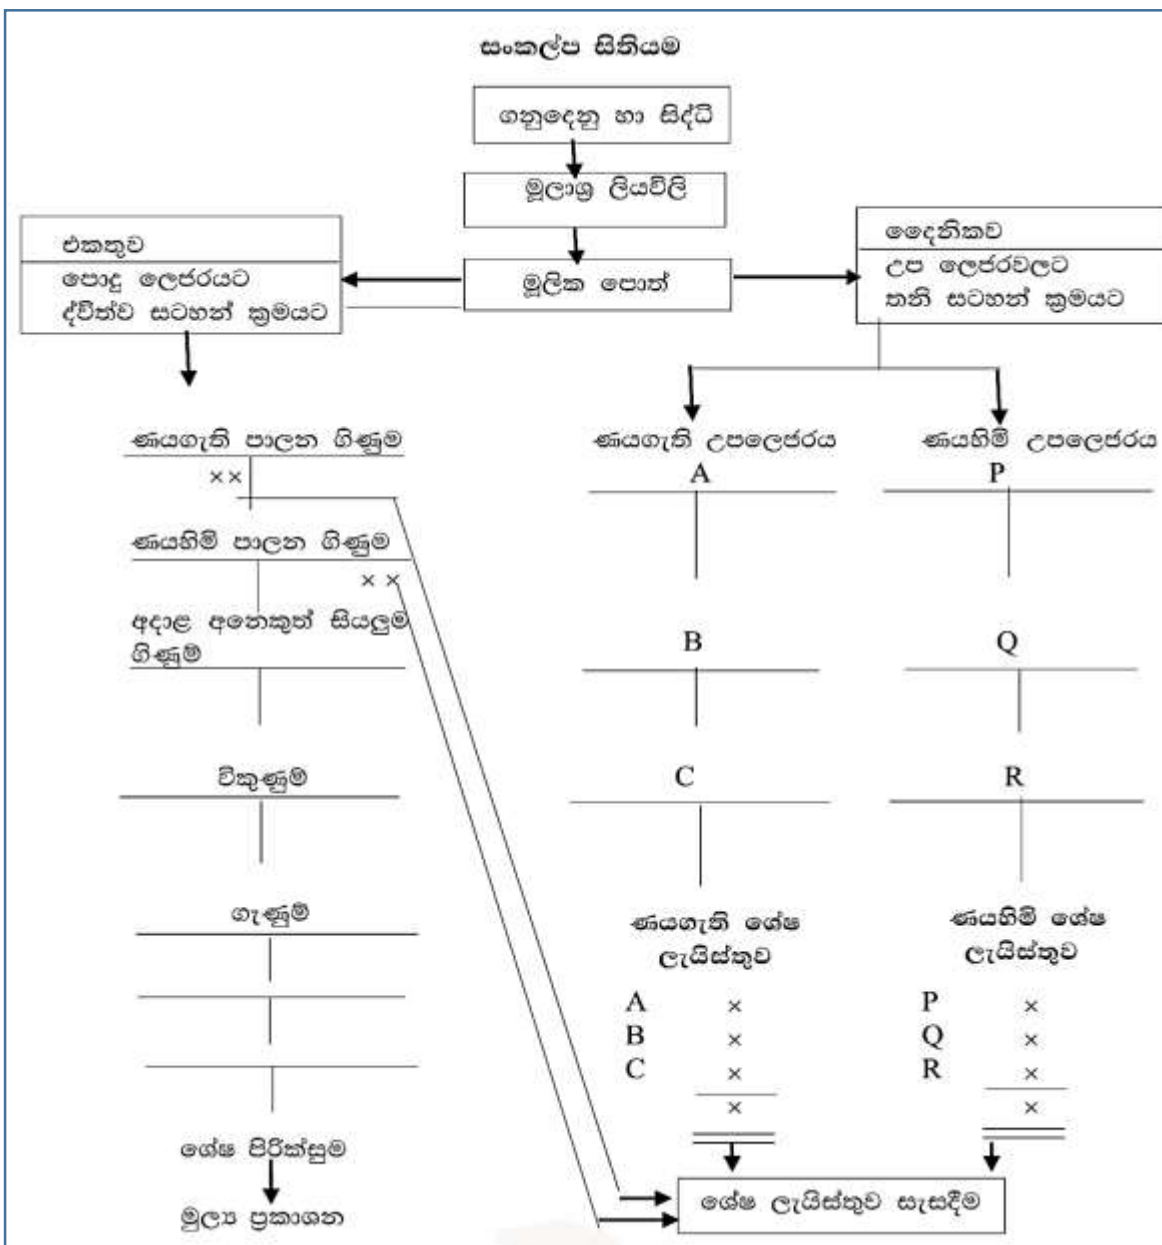 සංකල්ප සිතියම
ගනුදෙනු හා සිද්ධි
මූලාශ්‍ර ලියවිලි
මූලික පොත්
එකතුව
පොදු ලෙජරයට
ද්විත්ව සටහන් ක්‍රමයට
දෛනිකව
උප ලෙජරවලට
තනි සටහන් ක්‍රමයට
ණයගැති පාලන ගිණුම
××
ණයහිමි පාලන ගිණුම
× ×
අදාළ අනෙකුත් සියලුම
ගිණුම්
විකුණුම්
ගැණුම්
ශේෂ පිරික්සුම
මුල්‍ය ප්‍රකාශන
ණයගැති උපලෙජරය
A
B
C
ණයගැති ශේෂ
ලැයිස්තුව
A ×
B ×
C ×
×
ණයහිමි උපලෙජරය
P
Q
R
ණයහිමි ශේෂ
ලැයිස්තුව
P ×
Q ×
R ×
×
ශේෂ ලැයිස්තුව සැසදීම